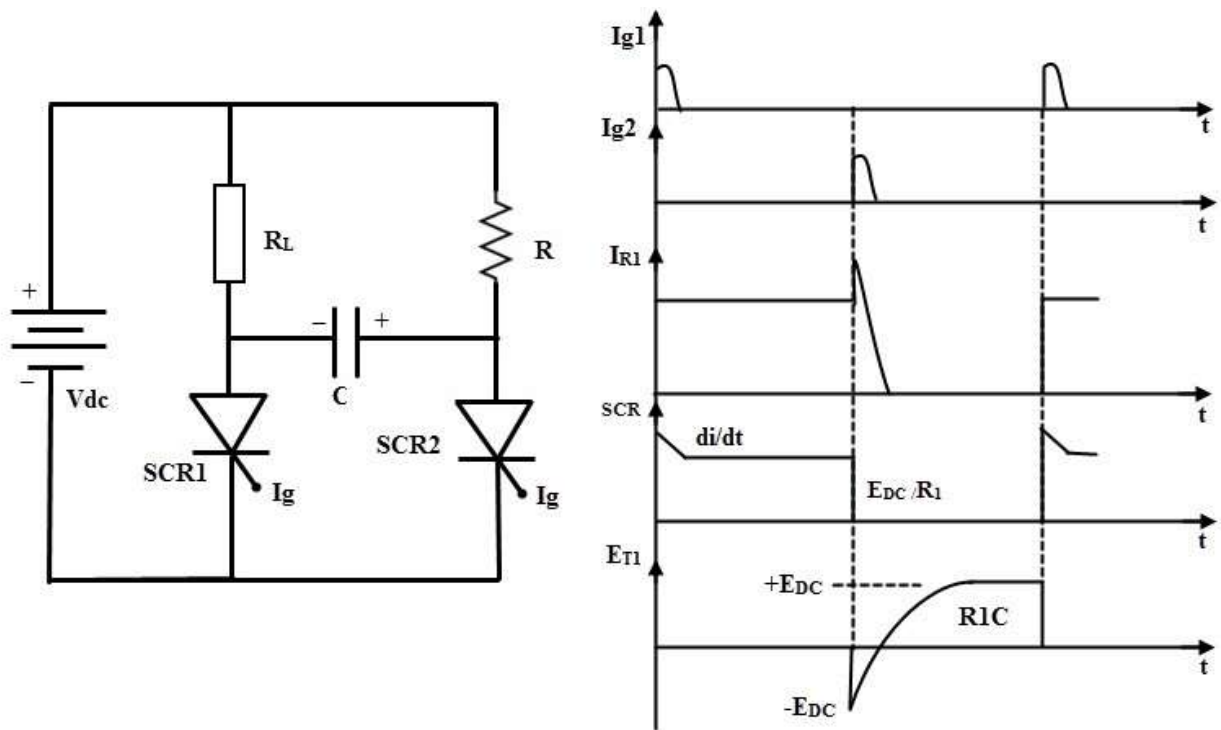 +
−
Vdc
RL
R
−
+
C
SCR1
Ig
SCR2
Ig
Ig1
t
Ig2
t
IR1
t
SCR
di/dt
EDC /R1
t
ET1
+EDC
R1C
t
-EDC